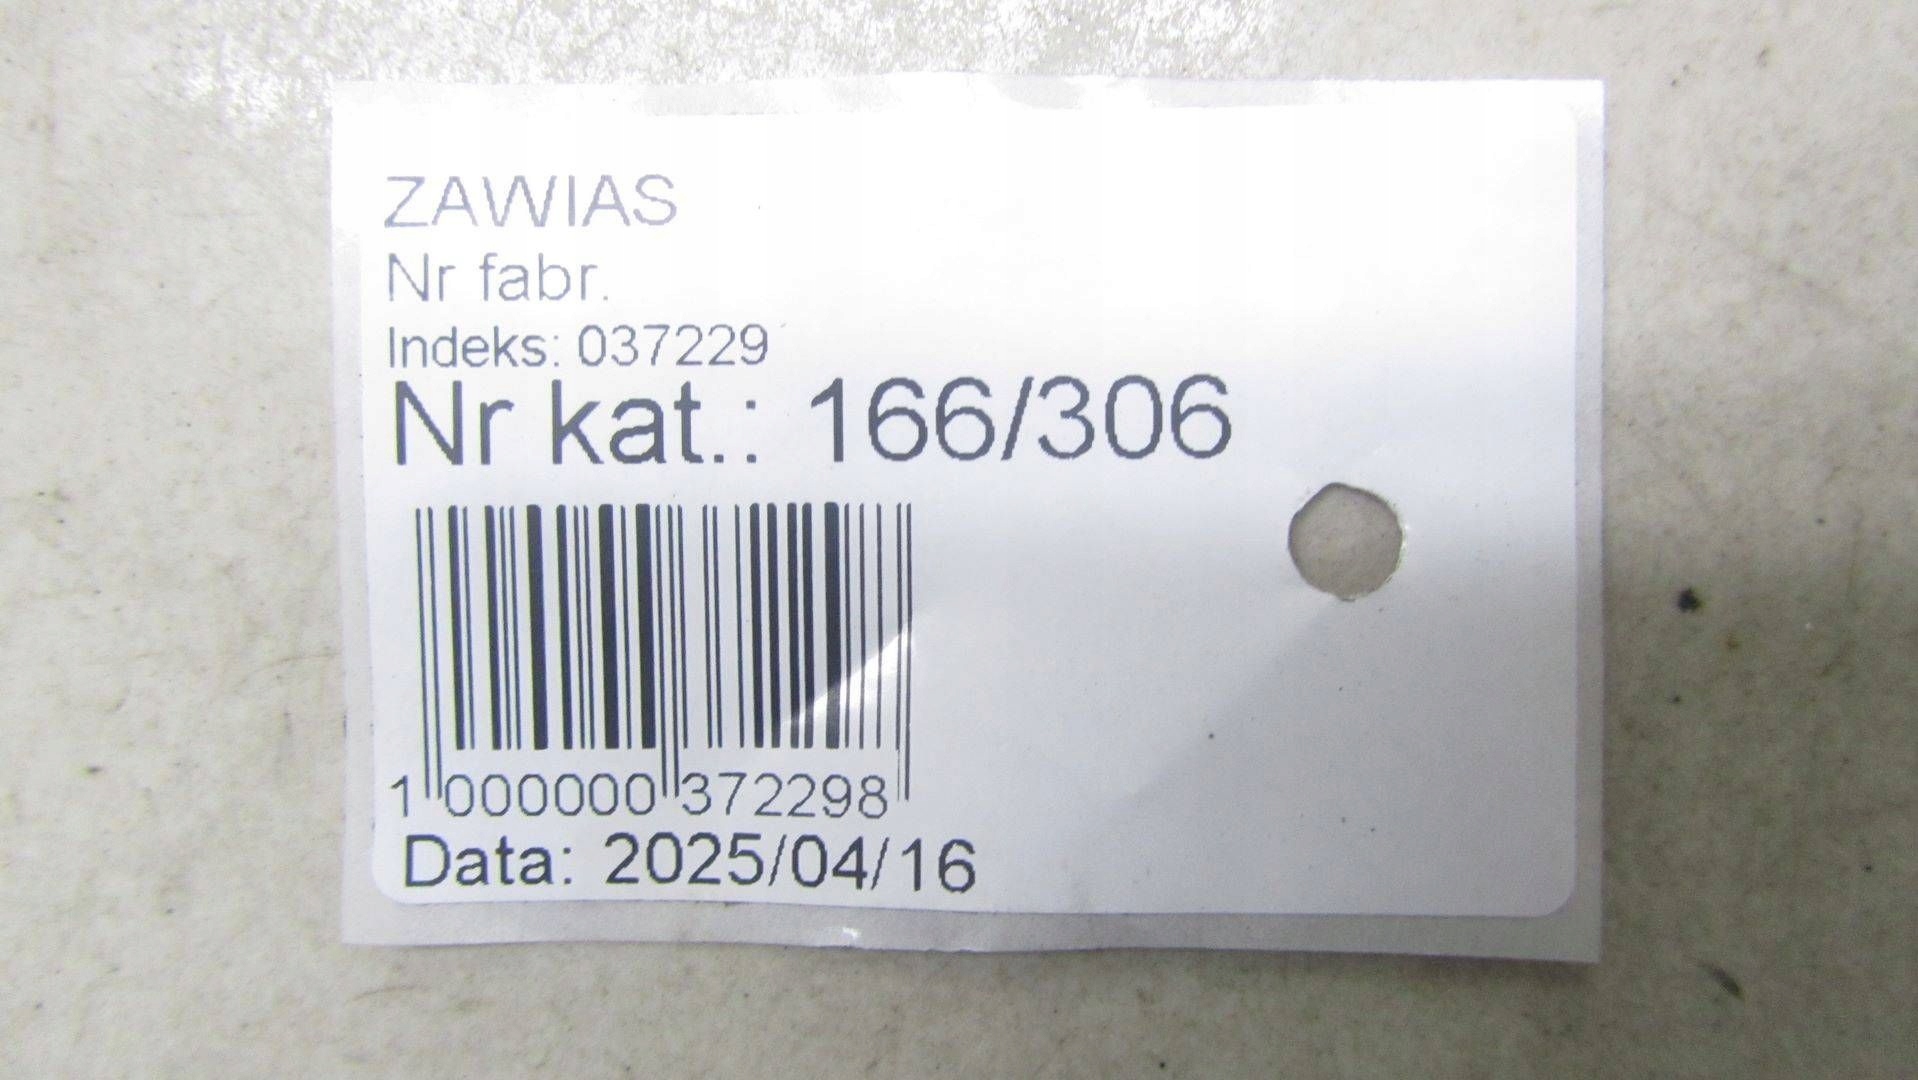 ZAWIAS
Nr fabr.
Indeks: 037229
Nr kat.: 166/306
1 000000 372298
Data: 2025/04/16